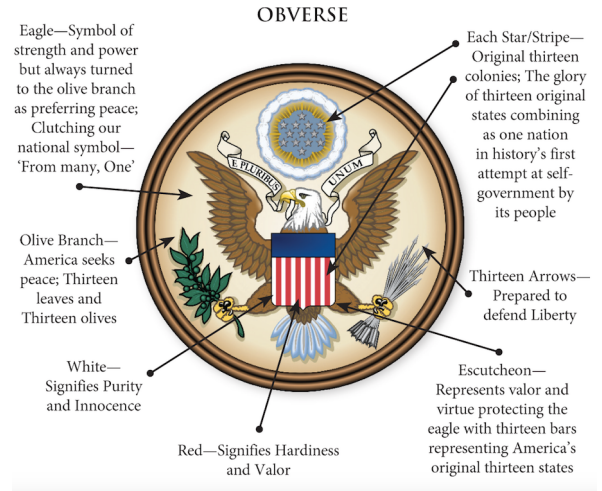 OBVERSE
Eagle—Symbol of
strength and power
but always turned
to the olive branch
as preferring peace;
Clutching our
national symbol—
‘From many, One’
Each Star/Stripe—
Original thirteen
colonies; The glory
of thirteen original
states combining
as one nation
in history’s first
attempt at self-
government by
its people
E PLURIBUS
UNUM
Olive Branch—
America seeks
peace; Thirteen
leaves and
Thirteen olives
Thirteen Arrows—
Prepared to
defend Liberty
White—
Signifies Purity
and Innocence
Escutcheon—
Represents valor and
virtue protecting the
eagle with thirteen bars
representing America’s
original thirteen states
Red—Signifies Hardiness
and Valor